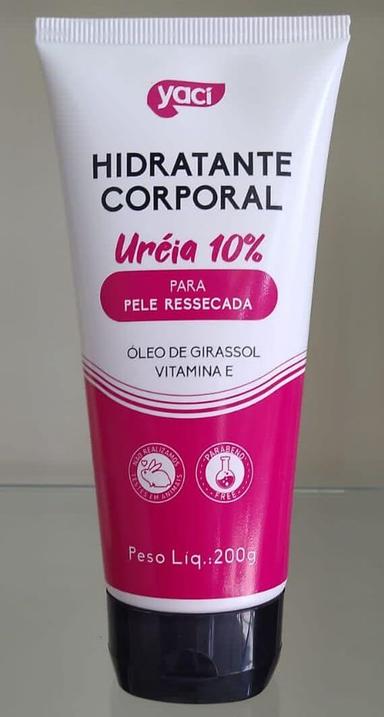 yaci
HIDRATANTE
CORPORAL
Uréia 10%
PARA
PELE RESSECADA
ÓLEO DE GIRASSOL
VITAMINA E
NÃO REALIZAMOS
TESTES EM ANIMAIS
PARABENO
FREE
Peso Líq.:200g